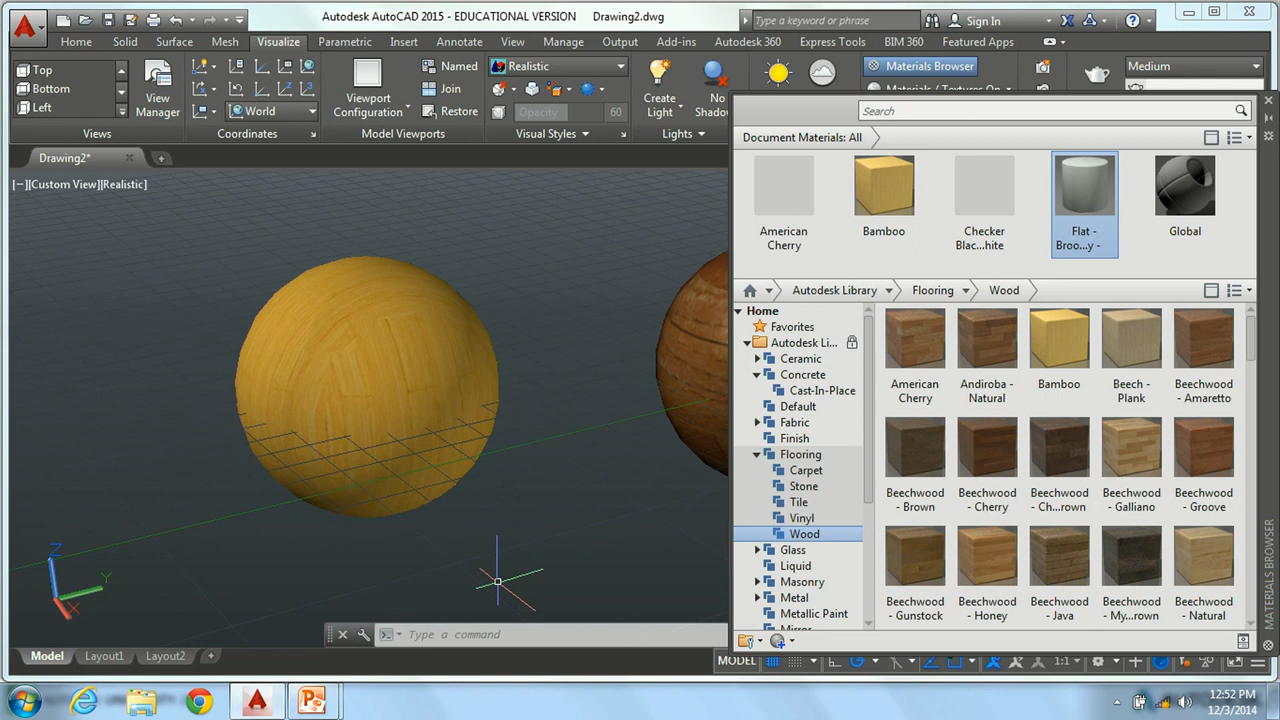 Autodesk AutoCAD 2015 - EDUCATIONAL VERSION Drawing2.dwg
Type a keyword or phrase
Sign In
Home Solid Surface Mesh Visualize Parametric Insert Annotate View Manage Output Add-ins Autodesk 360 Express Tools BIM 360 Featured Apps
Top
Bottom
Left
View
Manager
Views
World
Coordinates
Viewport
Configuration
Named
Join
Restore
Model Viewports
Realistic
Opacity 60
Visual Styles
Create
Light
No
Shadow
Lights
Materials Browser
Materials / Textures On
Medium
Drawing2*
[−][Custom View][Realistic]
Search
Document Materials: All
American
Cherry
Bamboo
Checker
Blac...hite
Flat -
Broo...y -
Global
Autodesk Library Flooring Wood
Home
Favorites
Autodesk Li...
Ceramic
Concrete
Cast-In-Place
Default
Fabric
Finish
Flooring
Carpet
Stone
Tile
Vinyl
Wood
Glass
Liquid
Masonry
Metal
Metallic Paint
Mirror
American
Cherry
Andiroba -
Natural
Bamboo
Beech -
Plank
Beechwood
- Amaretto
Beechwood
- Brown
Beechwood
- Cherry
Beechwood
- Ch...rown
Beechwood
- Galliano
Beechwood
- Groove
Beechwood
- Gunstock
Beechwood
- Honey
Beechwood
- Java
Beechwood
- My...rown
Beechwood
- Natural
MATERIALS BROWSER
Z
Y
X
Type a command
Model Layout1 Layout2
MODEL
1:1
12:52 PM
12/3/2014